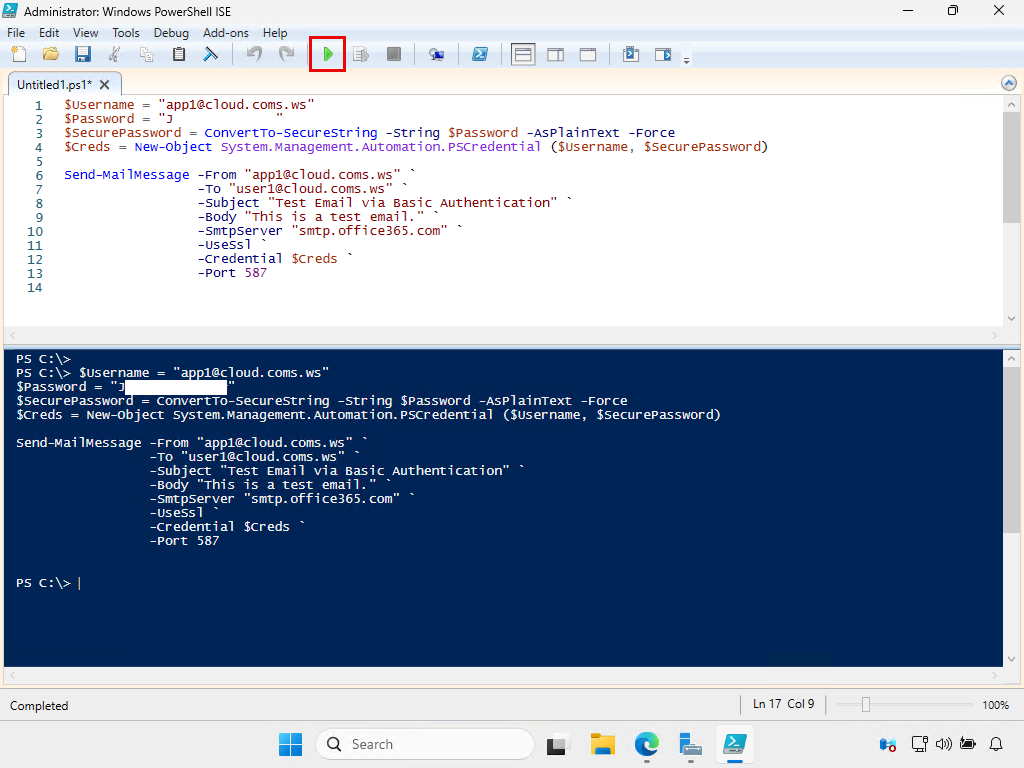 Administrator: Windows PowerShell ISE
File Edit View Tools Debug Add-ons Help
Untitled1.ps1*
1 $Username = "app1@cloud.coms.ws"
2 $Password = "J "
3 $SecurePassword = ConvertTo-SecureString -String $Password -AsPlainText -Force
4 $Creds = New-Object System.Management.Automation.PSCredential ($Username, $SecurePassword)
5
6 Send-MailMessage -From "app1@cloud.coms.ws" `
7 -To "user1@cloud.coms.ws" `
8 -Subject "Test Email via Basic Authentication" `
9 -Body "This is a test email." `
10 -SmtpServer "smtp.office365.com" `
11 -UseSsl `
12 -Credential $Creds `
13 -Port 587
14
PS C:\>
PS C:\> $Username = "app1@cloud.coms.ws"
$Password = "J "
$SecurePassword = ConvertTo-SecureString -String $Password -AsPlainText -Force
$Creds = New-Object System.Management.Automation.PSCredential ($Username, $SecurePassword)
Send-MailMessage -From "app1@cloud.coms.ws" `
-To "user1@cloud.coms.ws" `
-Subject "Test Email via Basic Authentication" `
-Body "This is a test email." `
-SmtpServer "smtp.office365.com" `
-UseSsl `
-Credential $Creds `
-Port 587
PS C:\>
Completed
Ln 17 Col 9
100%
Search